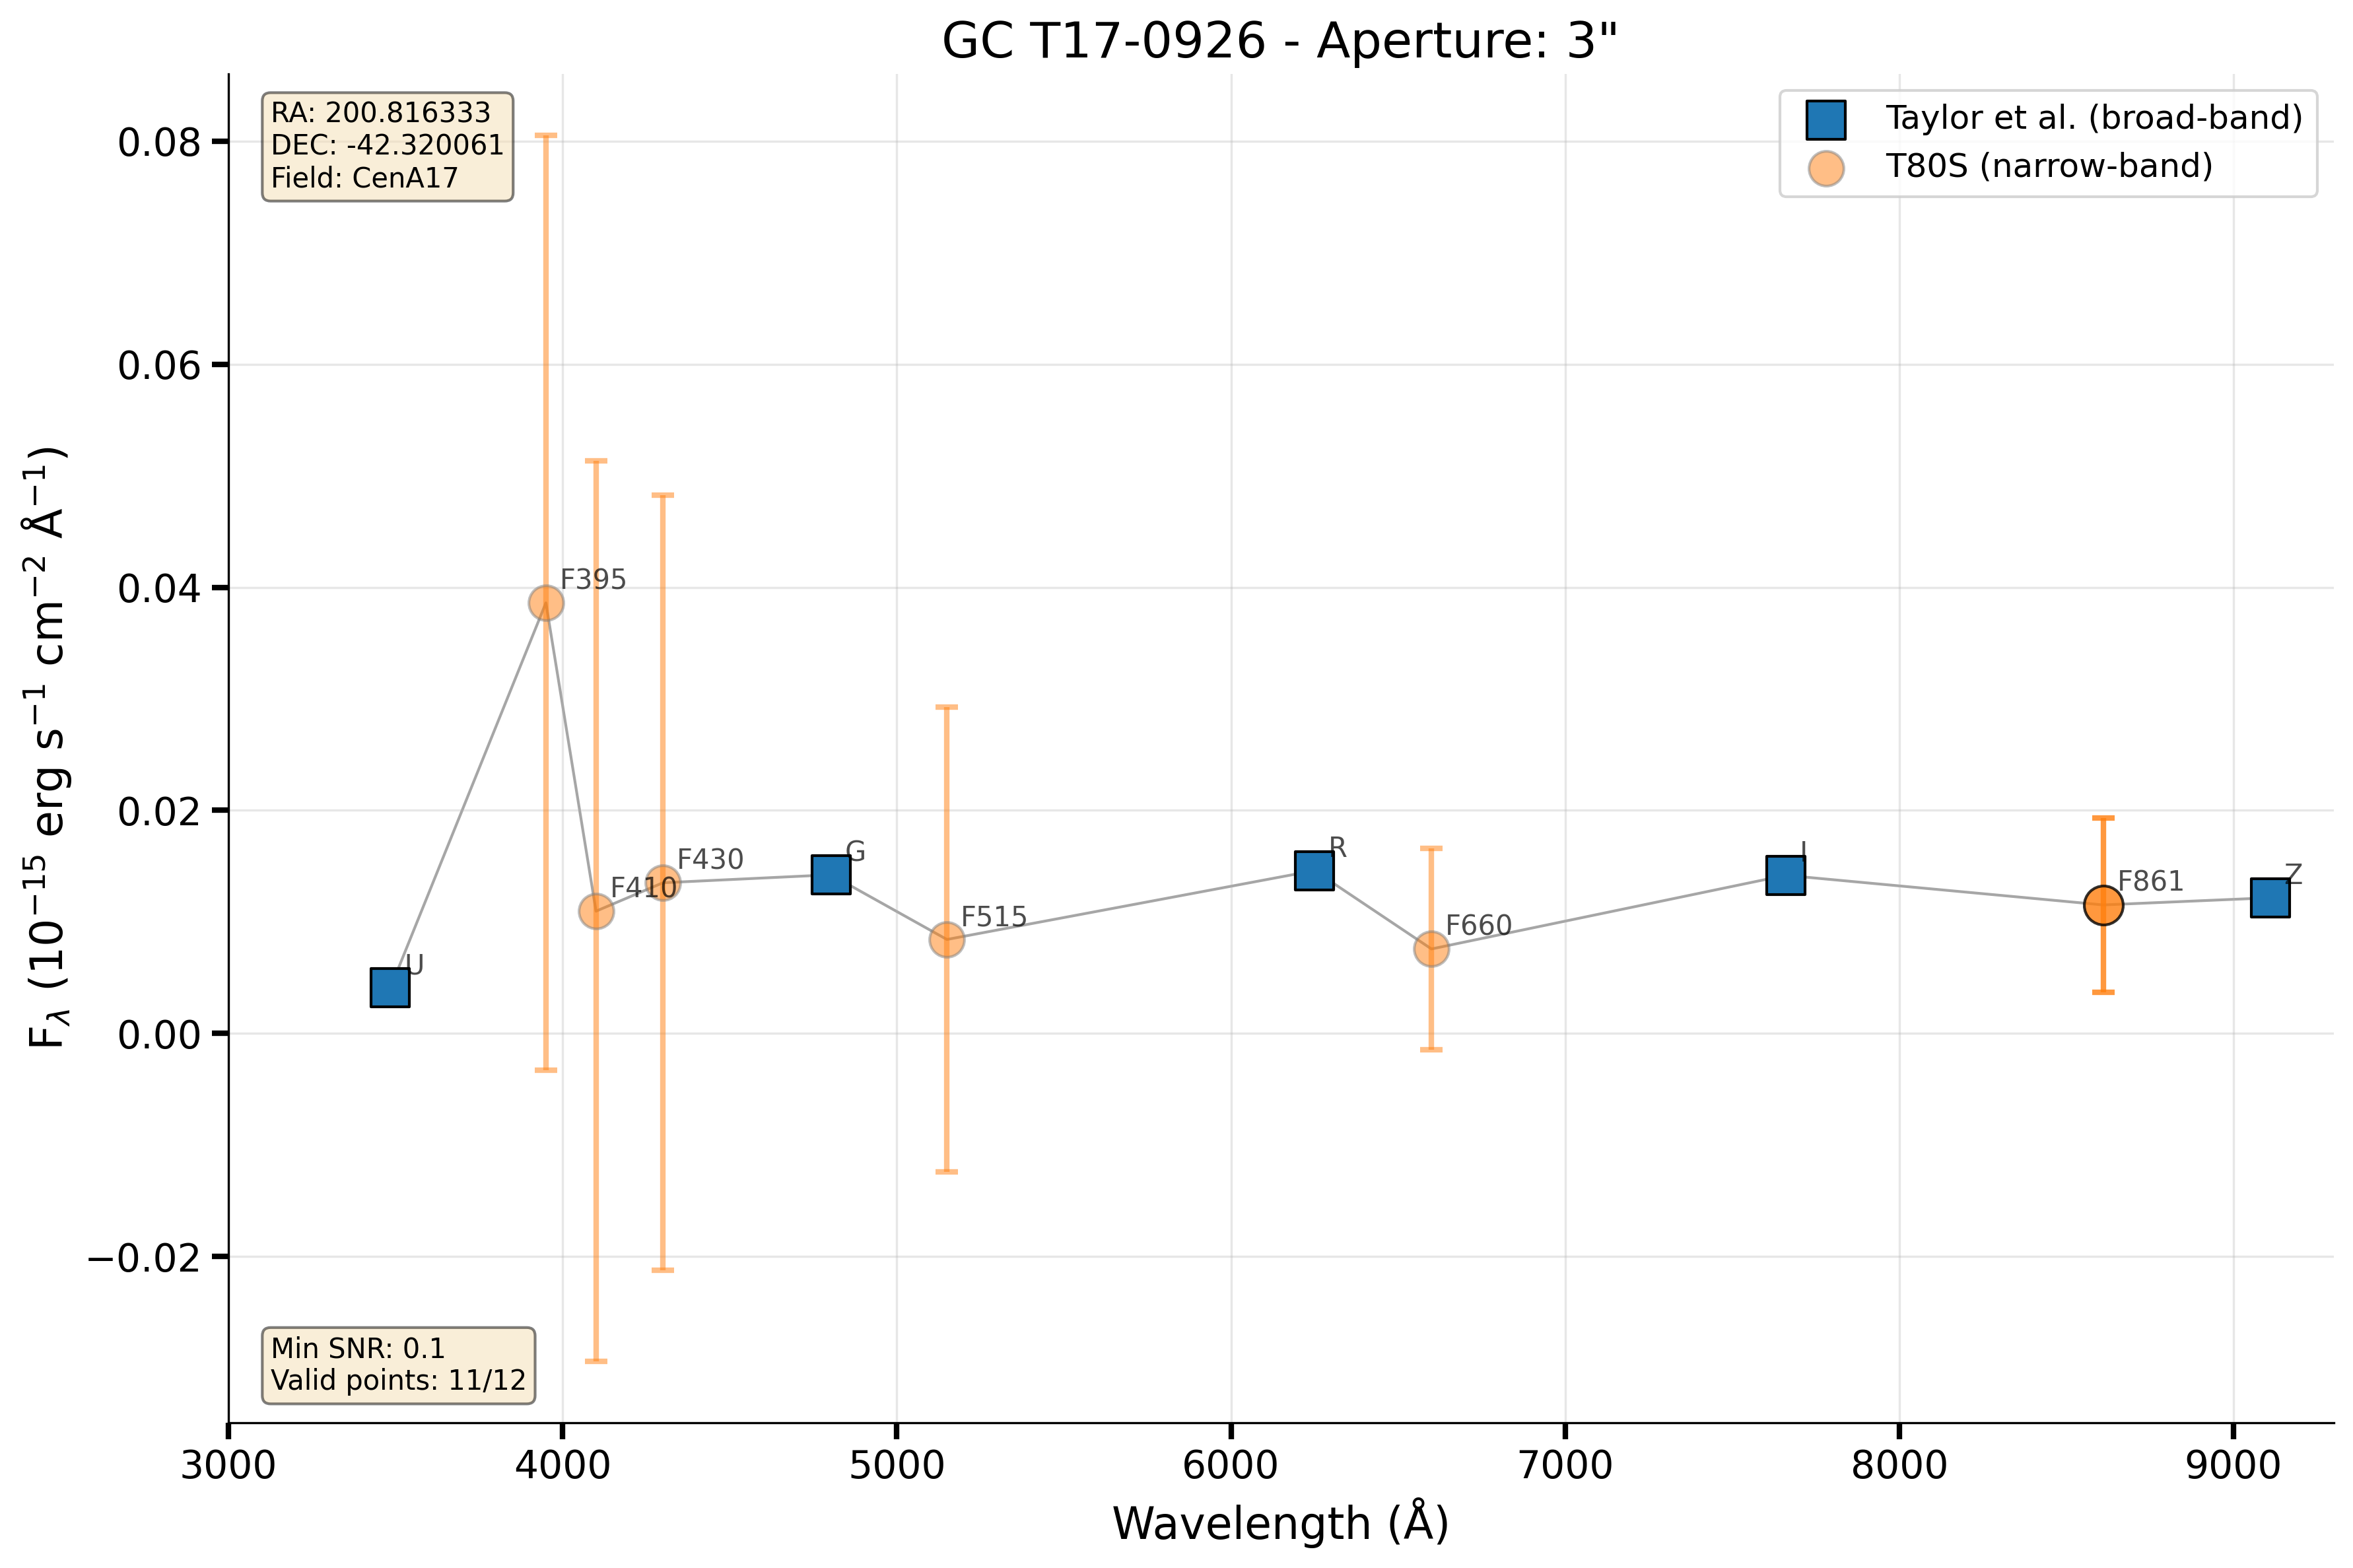 GC T17-0926 - Aperture: 3"
RA: 200.816333
DEC: -42.320061
Field: CenA17
Taylor et al. (broad-band)
T80S (narrow-band)
0.08
0.06
0.04
0.02
0.00
−0.02
F_λ (10⁻¹⁵ erg s⁻¹ cm⁻² Å⁻¹)
U
F395
F410
F430
G
F515
R
F660
I
F861
Z
Min SNR: 0.1
Valid points: 11/12
3000 4000 5000 6000 7000 8000 9000
Wavelength (Å)